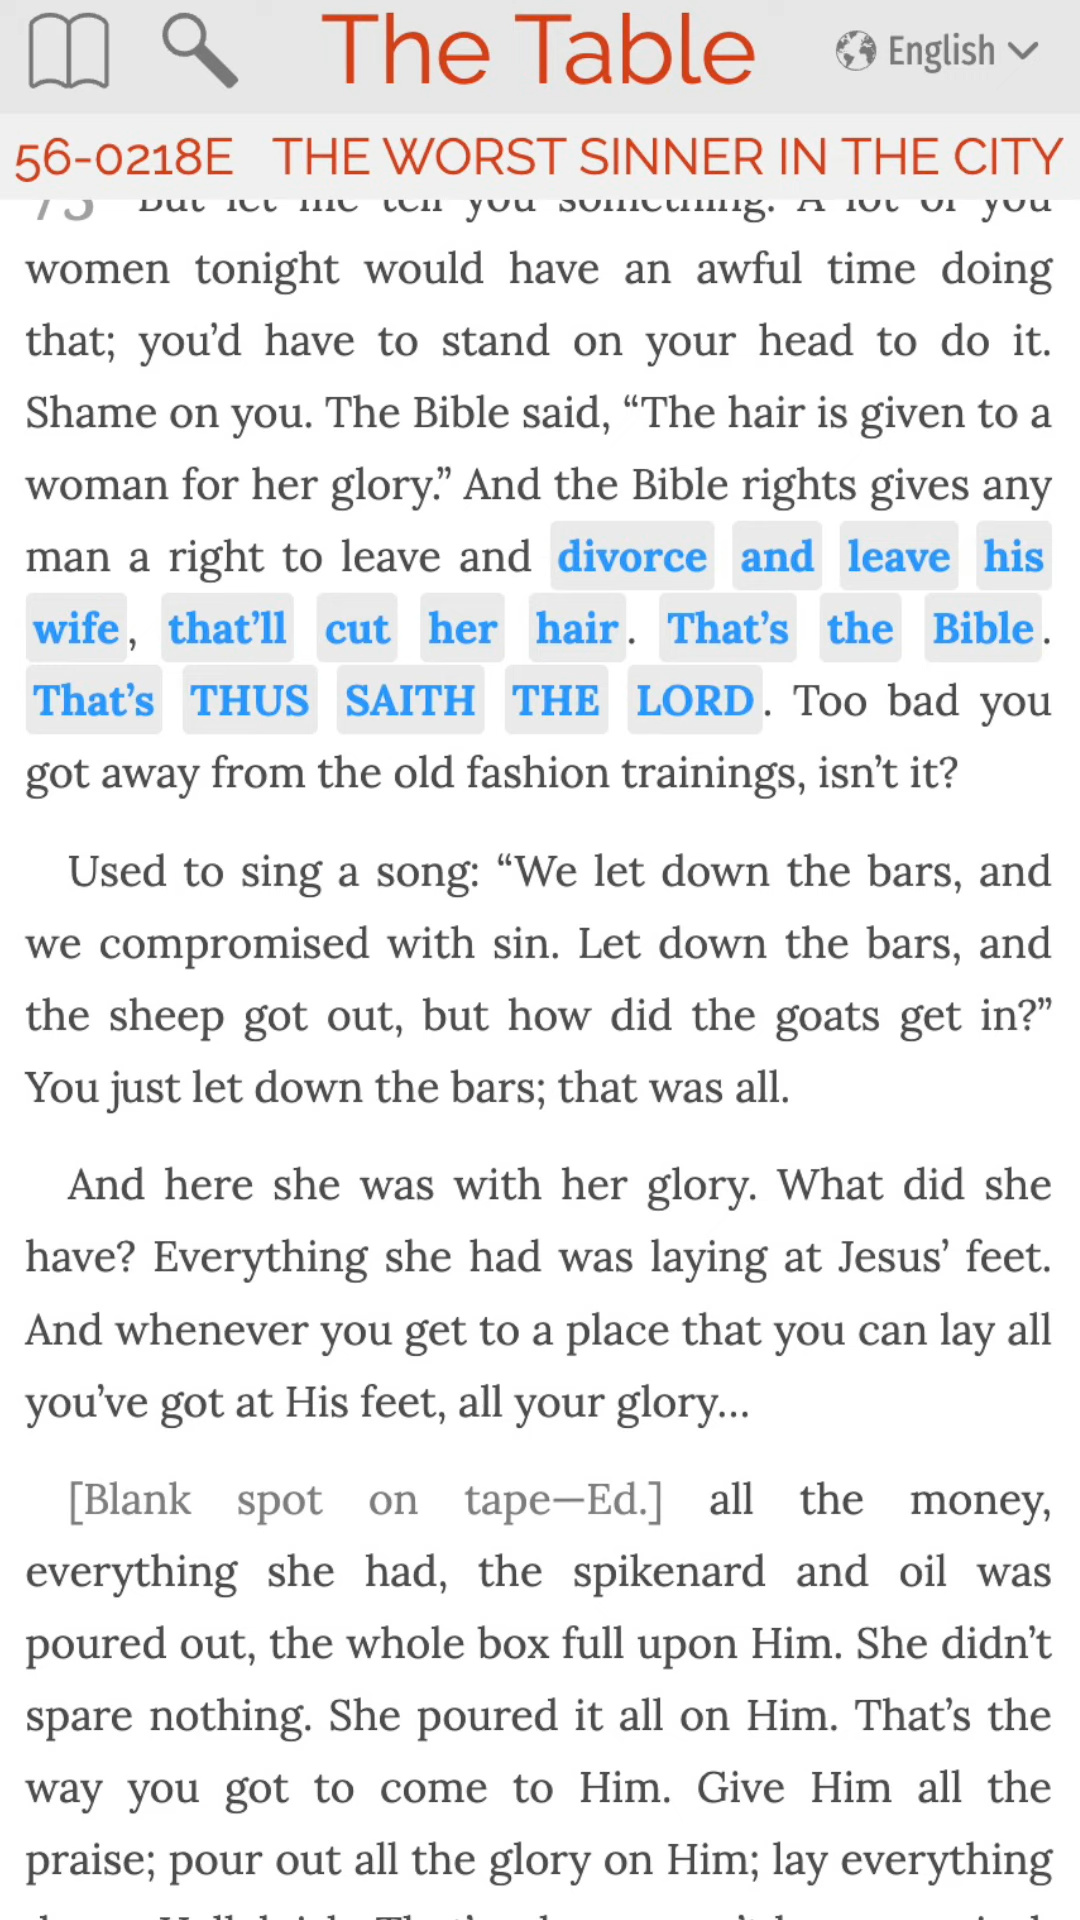 The Table
English
56-0218E THE WORST SINNER IN THE CITY
73 But let me tell you something. A lot of you
women tonight would have an awful time doing
that; you’d have to stand on your head to do it.
Shame on you. The Bible said, “The hair is given to a
woman for her glory.” And the Bible rights gives any
man a right to leave and divorce and leave his
wife, that’ll cut her hair. That’s the Bible.
That’s THUS SAITH THE LORD. Too bad you
got away from the old fashion trainings, isn’t it?
Used to sing a song: “We let down the bars, and
we compromised with sin. Let down the bars, and
the sheep got out, but how did the goats get in?”
You just let down the bars; that was all.
And here she was with her glory. What did she
have? Everything she had was laying at Jesus’ feet.
And whenever you get to a place that you can lay all
you’ve got at His feet, all your glory…
[Blank spot on tape—Ed.] all the money,
everything she had, the spikenard and oil was
poured out, the whole box full upon Him. She didn’t
spare nothing. She poured it all on Him. That’s the
way you got to come to Him. Give Him all the
praise; pour out all the glory on Him; lay everything